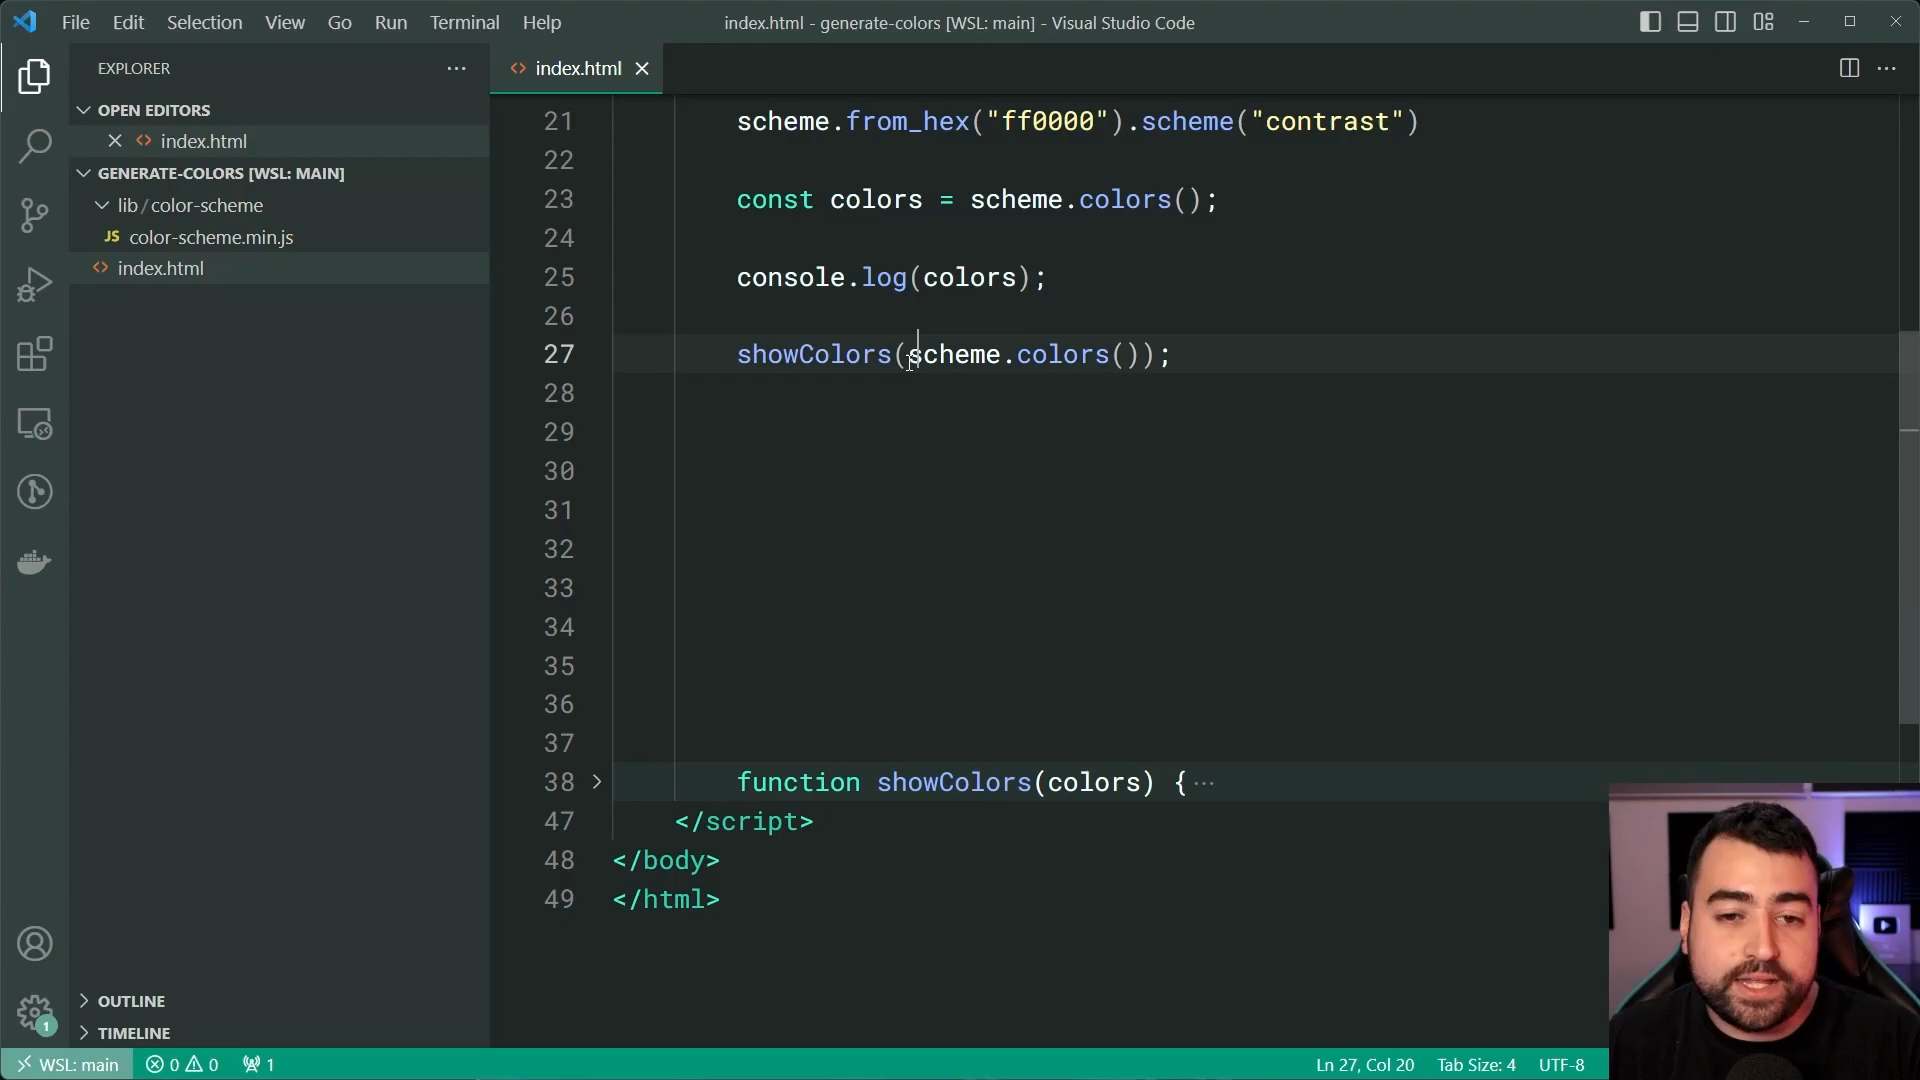 File Edit Selection View Go Run Terminal Help
index.html - generate-colors [WSL: main] - Visual Studio Code
EXPLORER
OPEN EDITORS
index.html
GENERATE-COLORS [WSL: MAIN]
lib/color-scheme
JS color-scheme.min.js
index.html
OUTLINE
TIMELINE
index.html
21 scheme.from_hex("ff0000").scheme("contrast")
22
23 const colors = scheme.colors();
24
25 console.log(colors);
26
27 showColors(scheme.colors());
28
29
30
31
32
33
34
35
36
37
38 function showColors(colors) {⋯
47 </script>
48 </body>
49 </html>
1
WSL: main 0 0 1 Ln 27, Col 20 Tab Size: 4 UTF-8